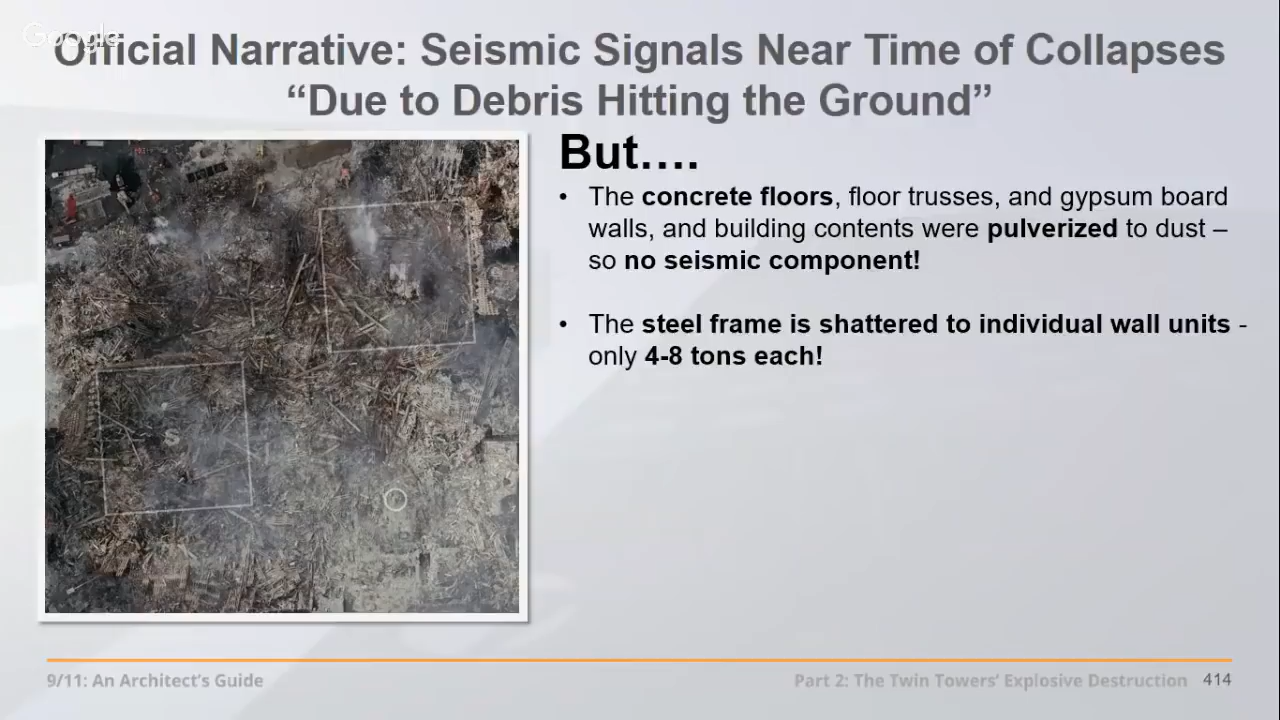 Google
Official Narrative: Seismic Signals Near Time of Collapses
“Due to Debris Hitting the Ground”
But….
• The concrete floors, floor trusses, and gypsum board
walls, and building contents were pulverized to dust –
so no seismic component!
• The steel frame is shattered to individual wall units -
only 4-8 tons each!
N
S
9/11: An Architect’s Guide
Part 2: The Twin Towers’ Explosive Destruction 414